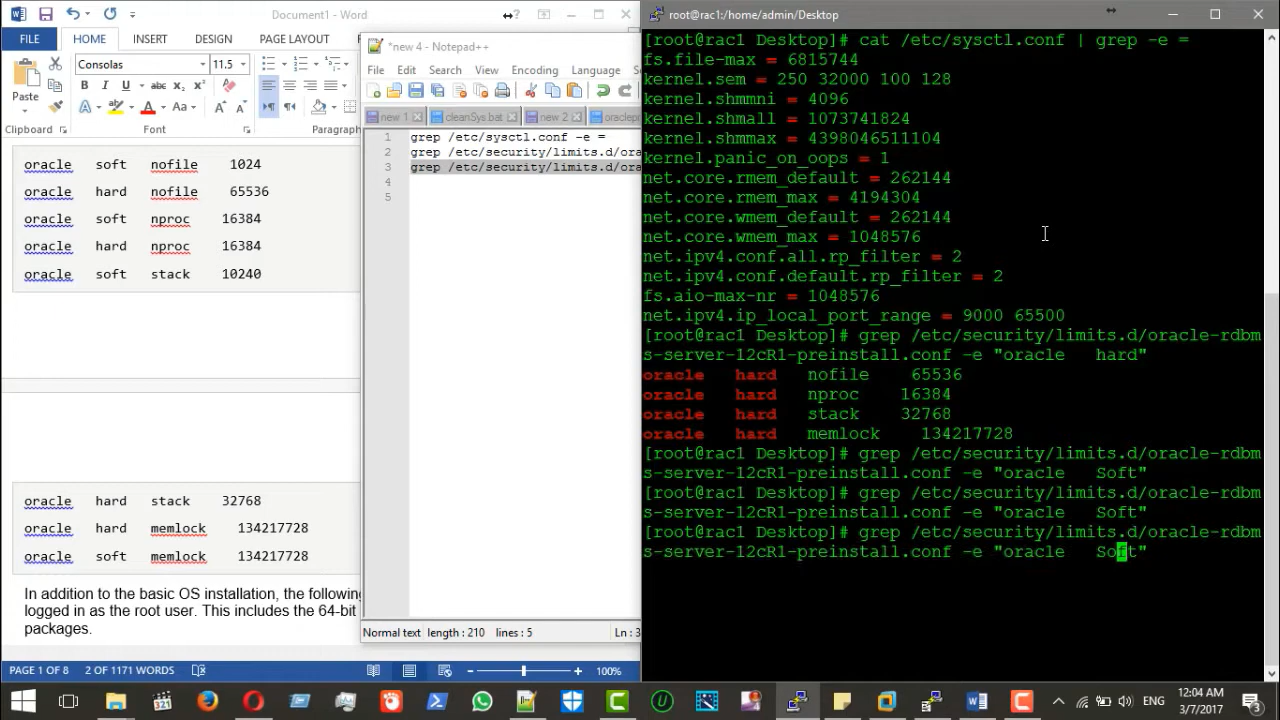 Document1 - Word
FILE
HOME
INSERT
DESIGN
PAGE LAYOUT
Paste
Consolas
11.5
Clipboard
Font
Paragraph
oracle soft nofile 1024
oracle hard nofile 65536
oracle soft nproc 16384
oracle hard nproc 16384
oracle soft stack 10240
oracle hard stack 32768
oracle hard memlock 134217728
oracle soft memlock 134217728
In addition to the basic OS installation, the following
logged in as the root user. This includes the 64-bit
packages.
PAGE 1 OF 8
2 OF 1171 WORDS
100%
*new 4 - Notepad++
File Edit Search View Encoding Language
new 1
cleanSys.bat
new 2
oraclepr
1 grep /etc/sysctl.conf -e =
2 grep /etc/security/limits.d/ora
3 grep /etc/security/limits.d/ora
4
5
Normal text
length : 210
lines : 5
Ln : 3
root@rac1:/home/admin/Desktop
[root@rac1 Desktop]# cat /etc/sysctl.conf | grep -e =
fs.file-max = 6815744
kernel.sem = 250 32000 100 128
kernel.shmmni = 4096
kernel.shmall = 1073741824
kernel.shmmax = 4398046511104
kernel.panic_on_oops = 1
net.core.rmem_default = 262144
net.core.rmem_max = 4194304
net.core.wmem_default = 262144
net.core.wmem_max = 1048576
net.ipv4.conf.all.rp_filter = 2
net.ipv4.conf.default.rp_filter = 2
fs.aio-max-nr = 1048576
net.ipv4.ip_local_port_range = 9000 65500
[root@rac1 Desktop]# grep /etc/security/limits.d/oracle-rdbm
s-server-12cR1-preinstall.conf -e "oracle   hard"
oracle   hard   nofile    65536
oracle   hard   nproc    16384
oracle   hard   stack    32768
oracle   hard   memlock    134217728
[root@rac1 Desktop]# grep /etc/security/limits.d/oracle-rdbm
s-server-12cR1-preinstall.conf -e "oracle   Soft"
[root@rac1 Desktop]# grep /etc/security/limits.d/oracle-rdbm
s-server-12cR1-preinstall.conf -e "oracle   Soft"
[root@rac1 Desktop]# grep /etc/security/limits.d/oracle-rdbm
s-server-12cR1-preinstall.conf -e "oracle   Soft"
ENG
12:04 AM
3/7/2017